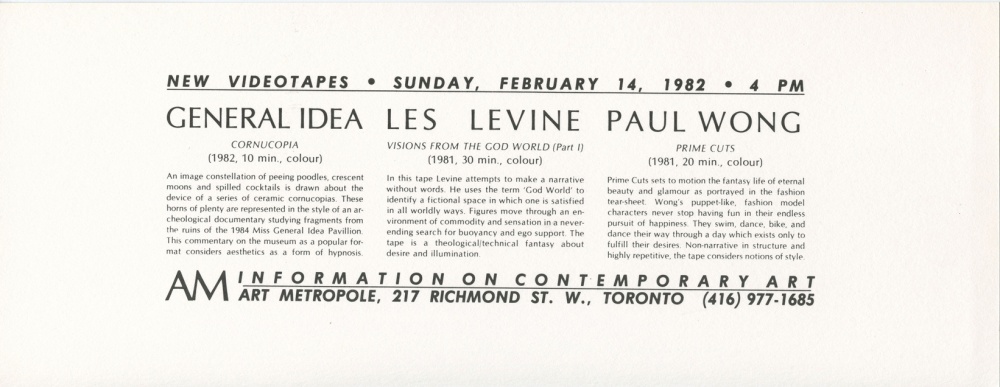 NEW VIDEOTAPES • SUNDAY, FEBRUARY 14, 1982 • 4 PM
GENERAL IDEA
CORNUCOPIA
(1982, 10 min., colour)
An image constellation of peeing poodles, crescent
moons and spilled cocktails is drawn about the
device of a series of ceramic cornucopias. These
horns of plenty are represented in the style of an ar-
cheological documentary studying fragments from
the ruins of the 1984 Miss General Idea Pavillion.
This commentary on the museum as a popular for-
mat considers aesthetics as a form of hypnosis.
LES LEVINE
VISIONS FROM THE GOD WORLD (Part I)
(1981, 30 min., colour)
In this tape Levine attempts to make a narrative
without words. He uses the term 'God World' to
identify a fictional space in which one is satisfied
in all worldly ways. Figures move through an en-
vironment of commodity and sensation in a never-
ending search for buoyancy and ego support. The
tape is a theological/technical fantasy about
desire and illumination.
PAUL WONG
PRIME CUTS
(1981, 20 min., colour)
Prime Cuts sets to motion the fantasy life of eternal
beauty and glamour as portrayed in the fashion
tear-sheet. Wong's puppet-like, fashion model
characters never stop having fun in their endless
pursuit of happiness. They swim, dance, bike, and
dance their way through a day which exists only to
fulfill their desires. Non-narrative in structure and
highly repetitive, the tape considers notions of style.
AM INFORMATION ON CONTEMPORARY ART
ART METROPOLE, 217 RICHMOND ST. W., TORONTO (416) 977-1685